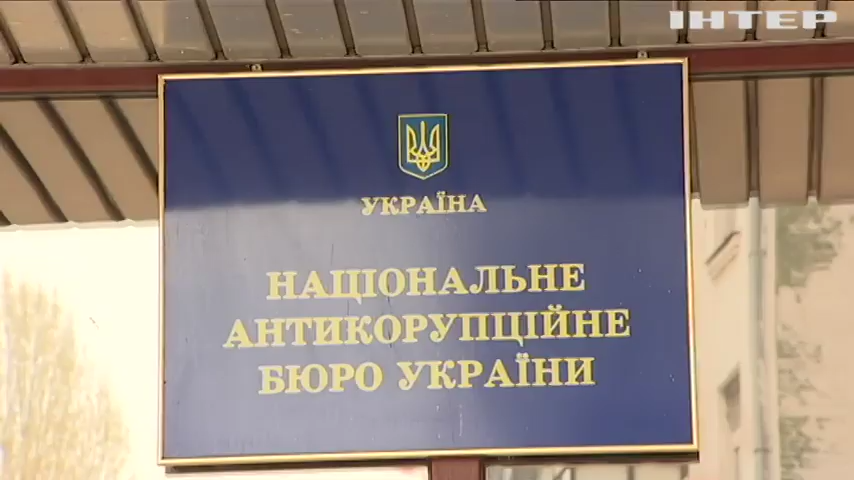 ІНТЕР
УКРАЇНА
НАЦІОНАЛЬНЕ
АНТИКОРУПЦІЙНЕ
БЮРО УКРАЇНИ